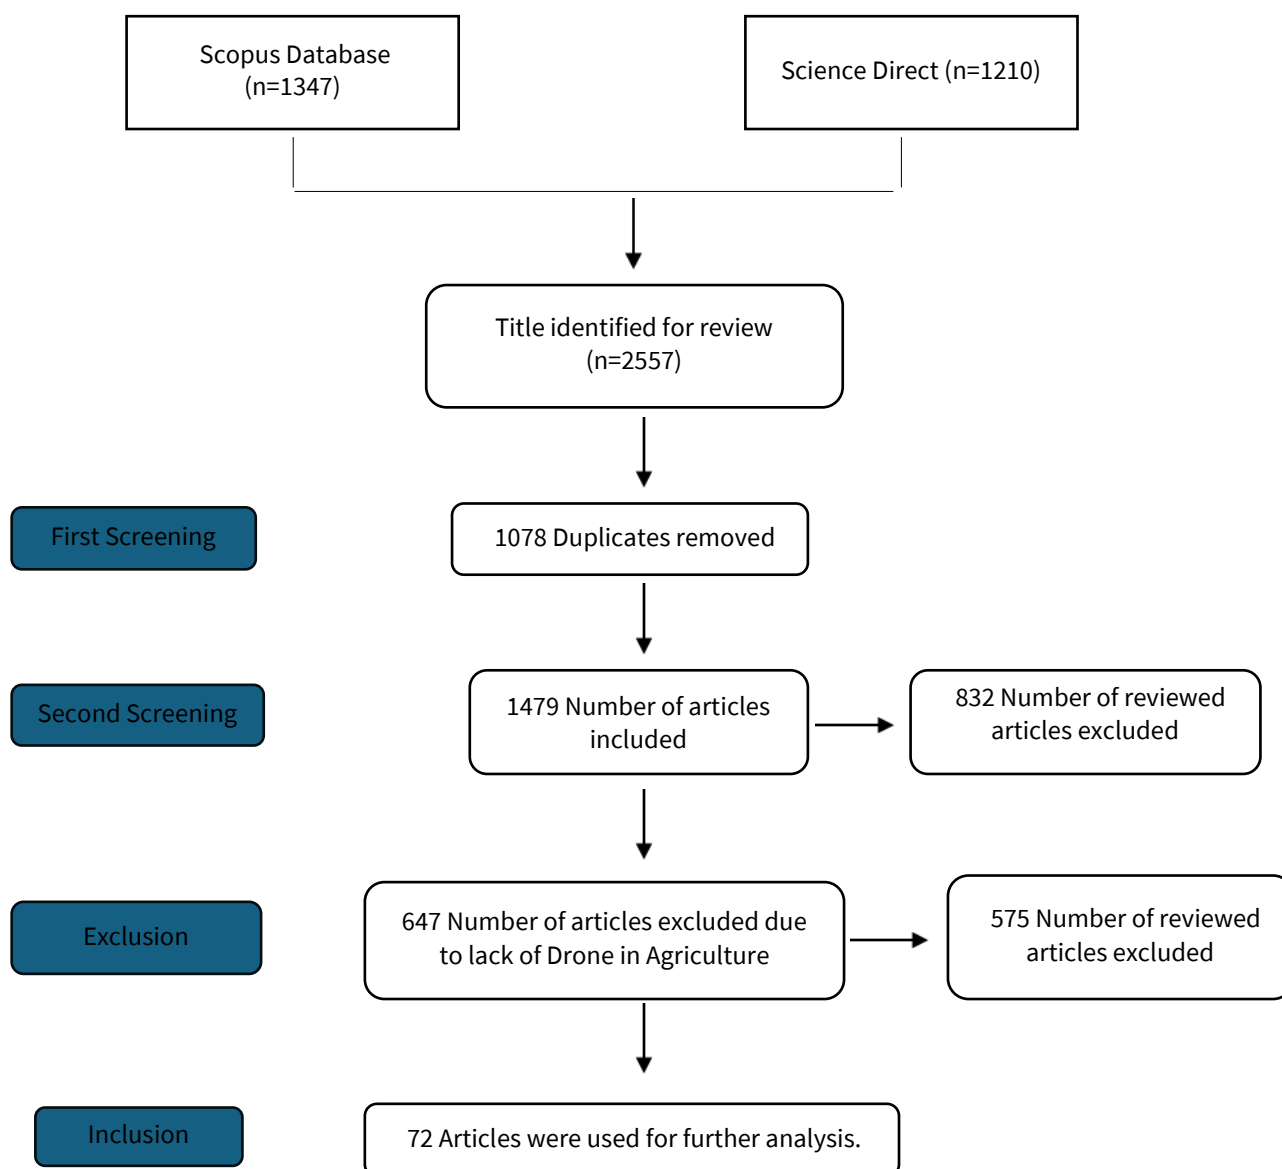 Scopus Database
(n=1347)
Science Direct (n=1210)
Title identified for review
(n=2557)
First Screening
1078 Duplicates removed
Second Screening
1479 Number of articles
included
832 Number of reviewed
articles excluded
Exclusion
647 Number of articles excluded due
to lack of Drone in Agriculture
575 Number of reviewed
articles excluded
Inclusion
72 Articles were used for further analysis.